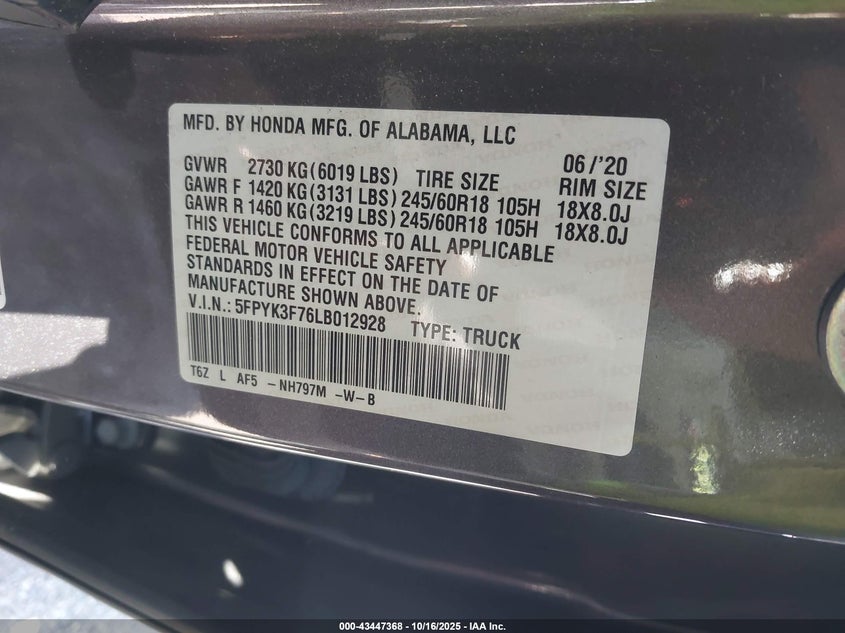 MFD. BY HONDA MFG. OF ALABAMA, LLC
GVWR 2730 KG(6019 LBS) TIRE SIZE 06/'20 RIM SIZE
GAWR F 1420 KG(3131 LBS) 245/60R18 105H 18X8.0J
GAWR R 1460 KG(3219 LBS) 245/60R18 105H 18X8.0J
THIS VEHICLE CONFORMS TO ALL APPLICABLE
FEDERAL MOTOR VEHICLE SAFETY
STANDARDS IN EFFECT ON THE DATE OF
MANUFACTURE SHOWN ABOVE.
V.I.N.: 5FPYK3F76LB012928 TYPE: TRUCK
T6Z L AF5 -NH797M -W-B
000-43447368 | 10/16/2025 | IAA Inc.